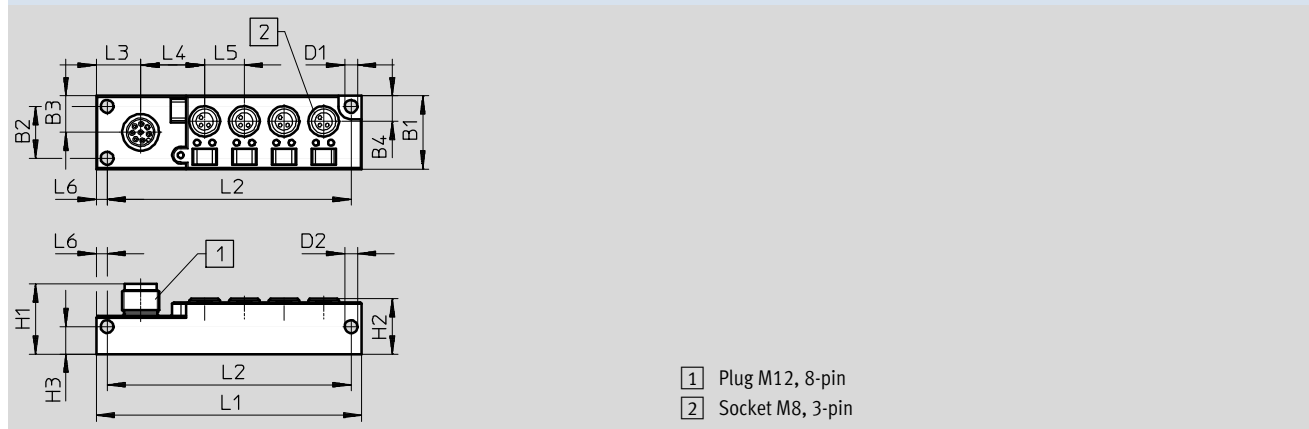 2
L3 L4 L5 D1
B2
B3
B4
B1
L6 L2
L6 D2
1
H1
H3
H2
L2
L1
1 Plug M12, 8-pin
2 Socket M8, 3-pin